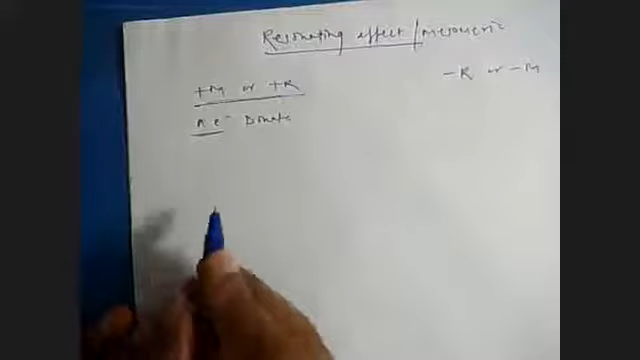 Resonating effect/Mesomeric
+M or +R
-R or -M
π e⁻ Donate